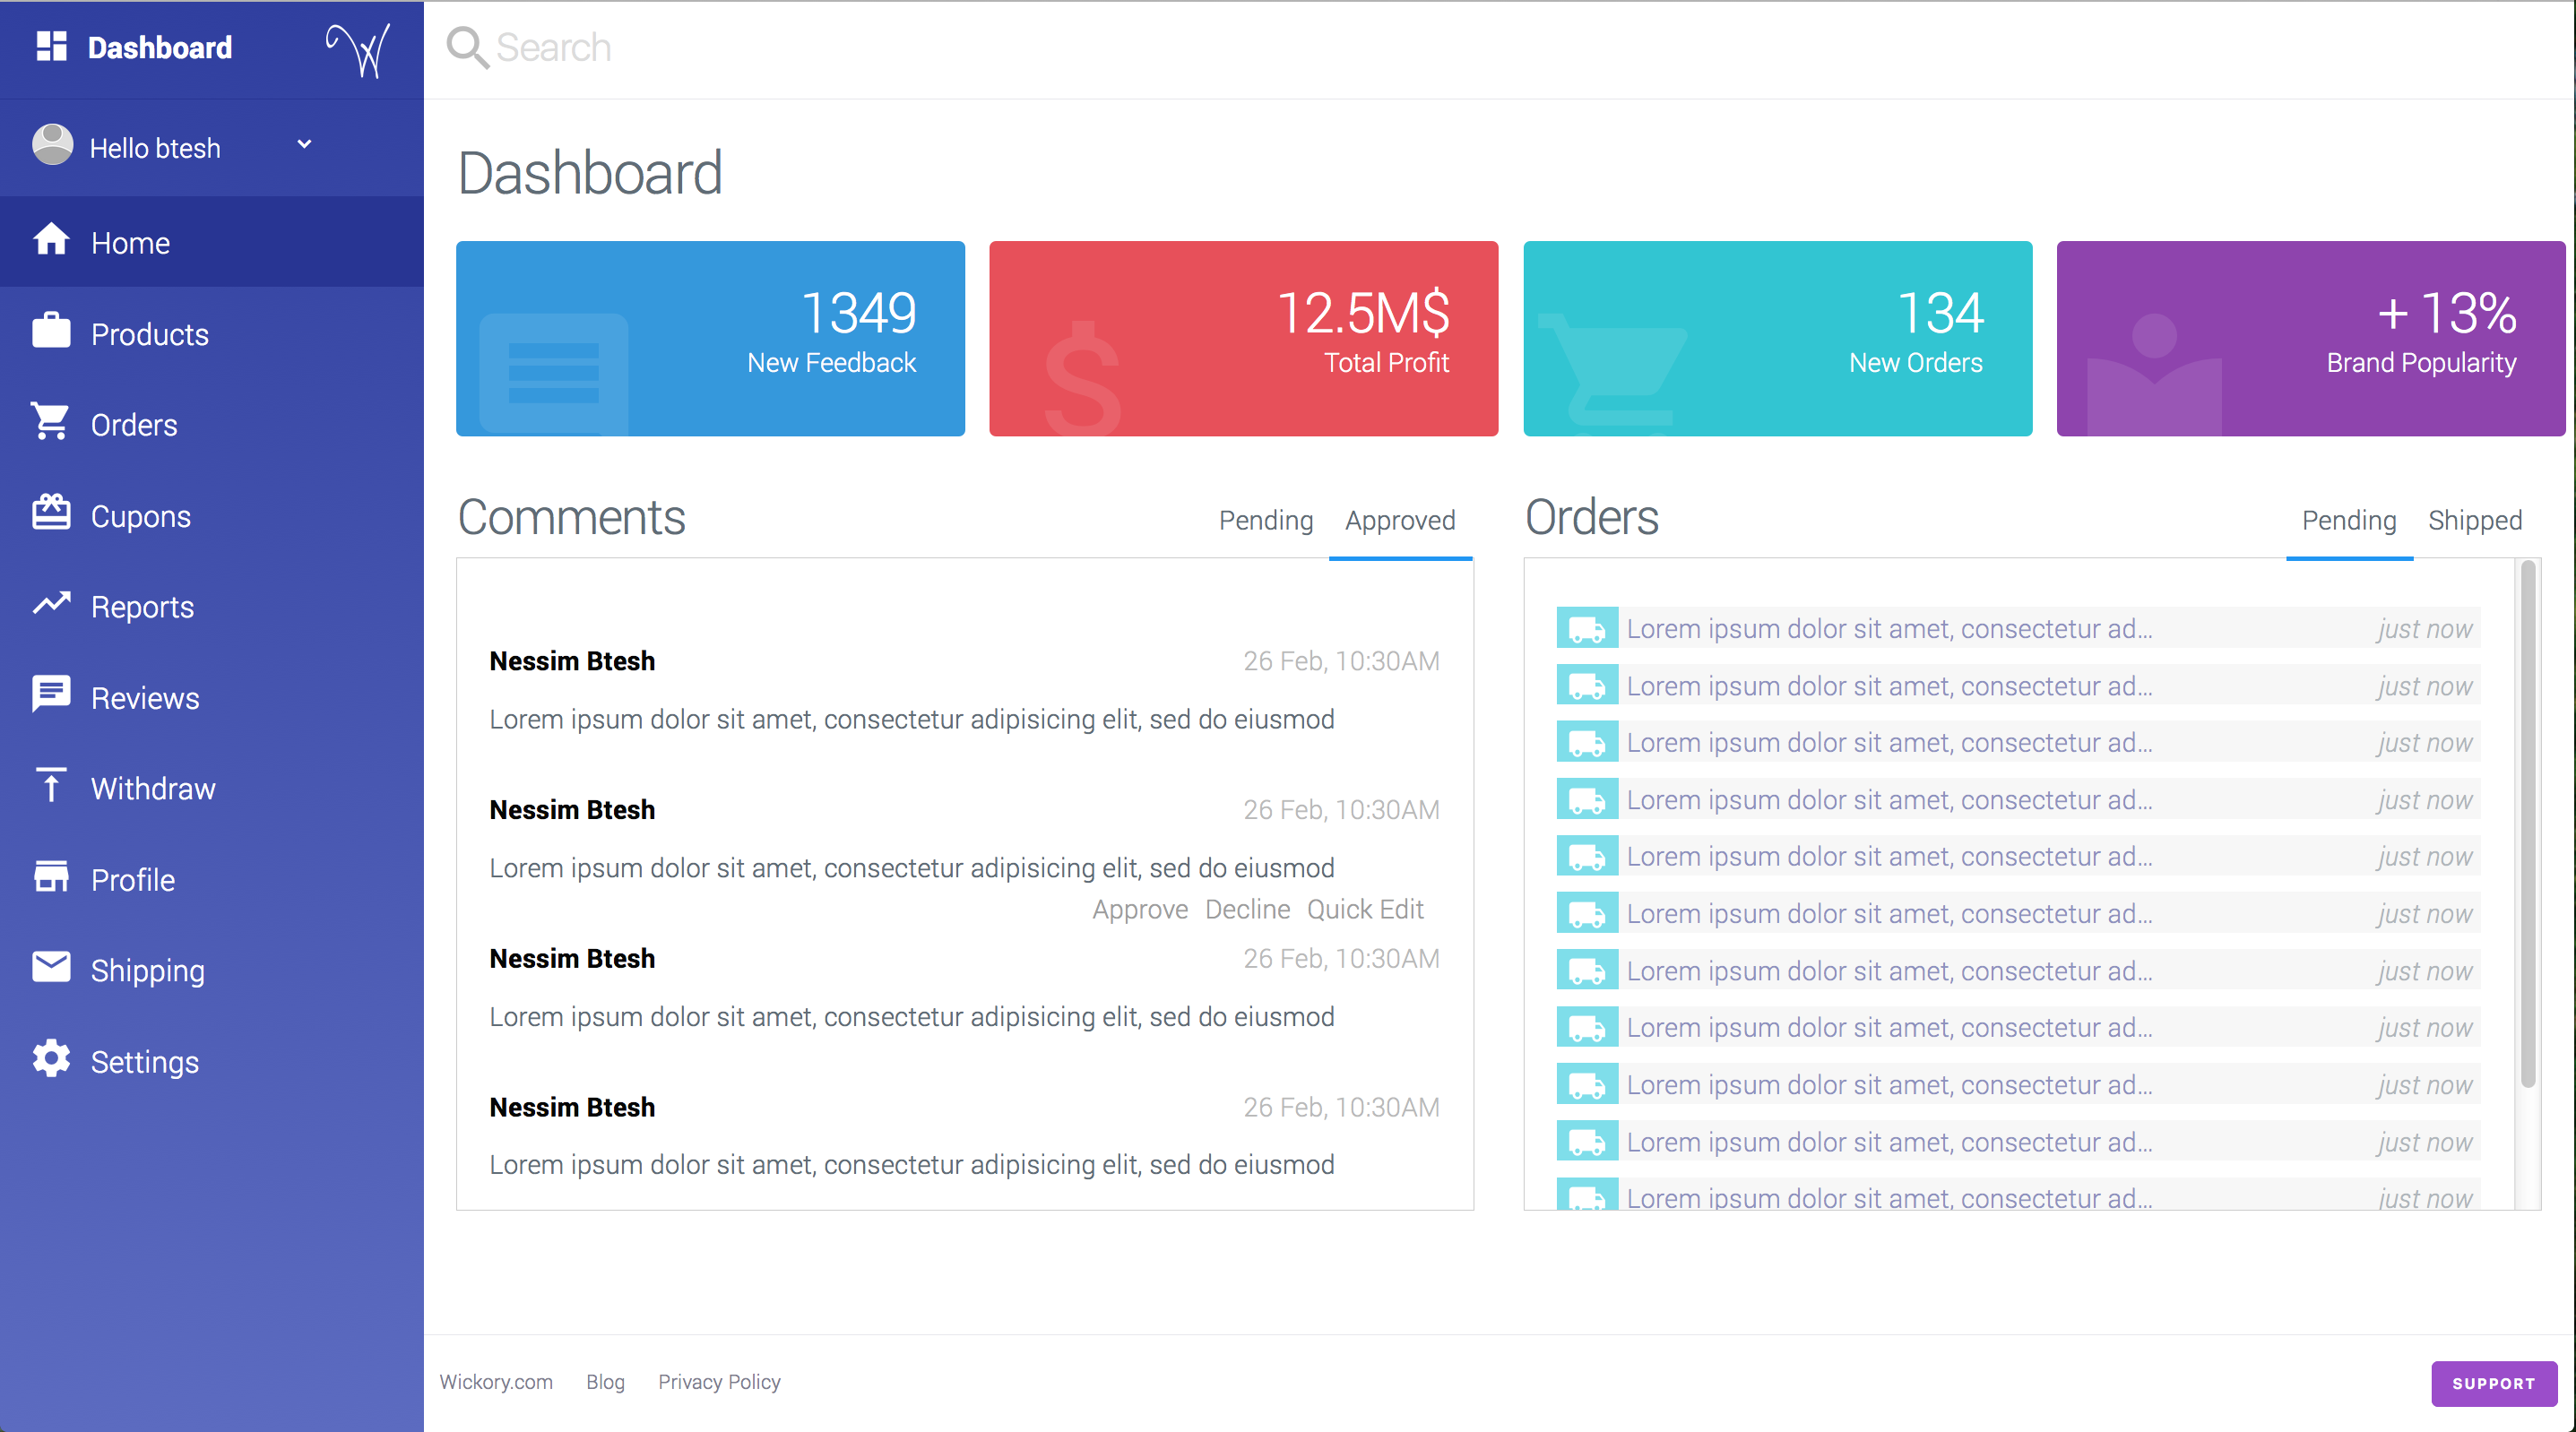 Dashboard
W
Search
Hello btesh
Home
Products
Orders
Cupons
Reports
Reviews
Withdraw
Profile
Shipping
Settings
Dashboard
1349
New Feedback
$
12.5M$
Total Profit
134
New Orders
+ 13%
Brand Popularity
Comments
Pending Approved
Nessim Btesh 26 Feb, 10:30AM
Lorem ipsum dolor sit amet, consectetur adipisicing elit, sed do eiusmod
Nessim Btesh 26 Feb, 10:30AM
Lorem ipsum dolor sit amet, consectetur adipisicing elit, sed do eiusmod
Approve Decline Quick Edit
Nessim Btesh 26 Feb, 10:30AM
Lorem ipsum dolor sit amet, consectetur adipisicing elit, sed do eiusmod
Nessim Btesh 26 Feb, 10:30AM
Lorem ipsum dolor sit amet, consectetur adipisicing elit, sed do eiusmod
Orders
Pending Shipped
Lorem ipsum dolor sit amet, consectetur ad... just now
Lorem ipsum dolor sit amet, consectetur ad... just now
Lorem ipsum dolor sit amet, consectetur ad... just now
Lorem ipsum dolor sit amet, consectetur ad... just now
Lorem ipsum dolor sit amet, consectetur ad... just now
Lorem ipsum dolor sit amet, consectetur ad... just now
Lorem ipsum dolor sit amet, consectetur ad... just now
Lorem ipsum dolor sit amet, consectetur ad... just now
Lorem ipsum dolor sit amet, consectetur ad... just now
Lorem ipsum dolor sit amet, consectetur ad... just now
Lorem ipsum dolor sit amet, consectetur ad... just now
Wickory.com Blog Privacy Policy
SUPPORT